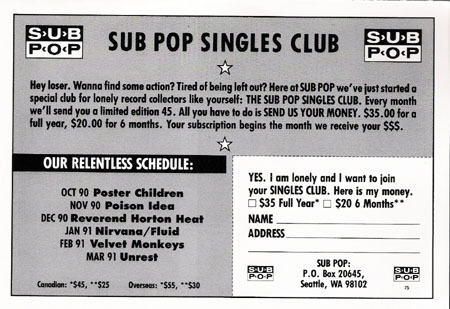 SUB POP
SUB POP SINGLES CLUB
SUB POP
Hey loser. Wanna find some action? Tired of being left out? Here at SUB POP we've just started a
special club for lonely record collectors like yourself: THE SUB POP SINGLES CLUB. Every month
we'll send you a limited edition 45. All you have to do is SEND US YOUR MONEY. $35.00 for a
full year, $20.00 for 6 months. Your subscription begins the month we receive your $$$.
OUR RELENTLESS SCHEDULE:
OCT 90 Poster Children
NOV 90 Poison Idea
DEC 90 Reverend Horton Heat
JAN 91 Nirvana/Fluid
FEB 91 Velvet Monkeys
MAR 91 Unrest
Canadian: *$45, **$25 Overseas: *$55, **$30
YES. I am lonely and I want to join
your SINGLES CLUB. Here is my money.
$35 Full Year* $20 6 Months**
NAME
ADDRESS
SUB POP
SUB POP:
P.O. Box 20645,
Seattle, WA 98102
SUB POP
75